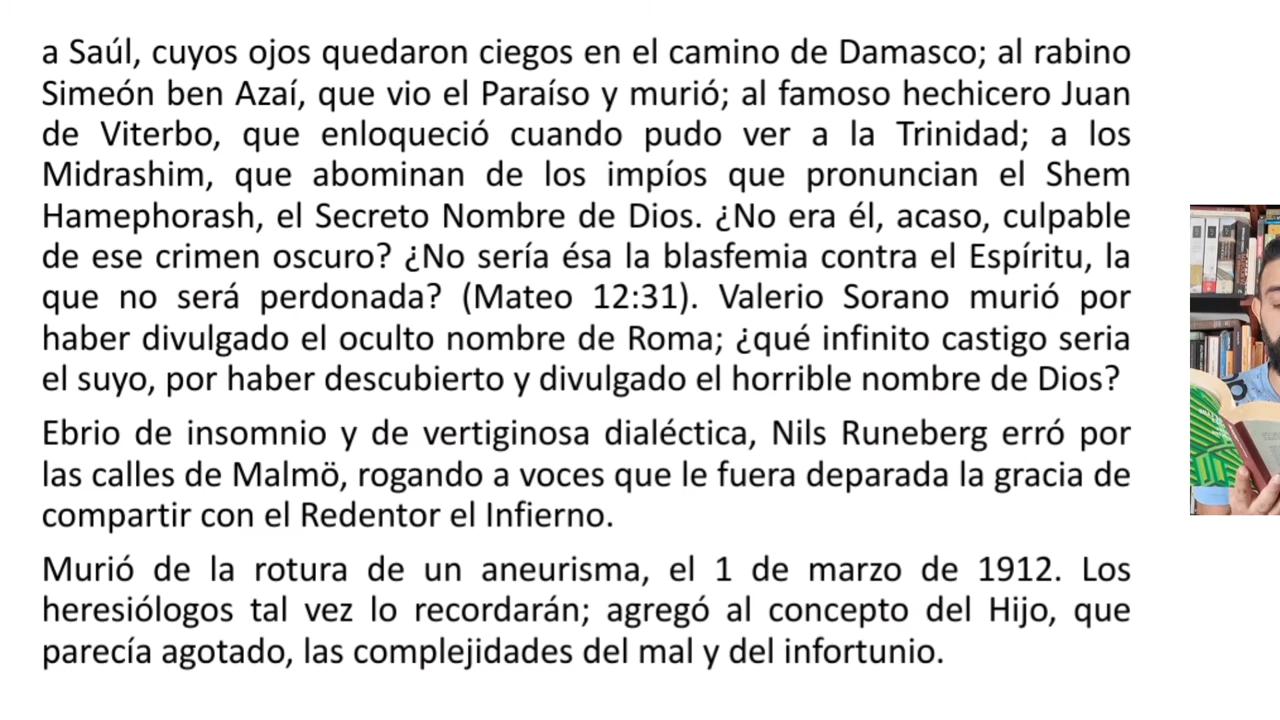 a Saúl, cuyos ojos quedaron ciegos en el camino de Damasco; al rabino
Simeón ben Azaí, que vio el Paraíso y murió; al famoso hechicero Juan
de Viterbo, que enloqueció cuando pudo ver a la Trinidad; a los
Midrashim, que abominan de los impíos que pronuncian el Shem
Hamephorash, el Secreto Nombre de Dios. ¿No era él, acaso, culpable
de ese crimen oscuro? ¿No sería ésa la blasfemia contra el Espíritu, la
que no será perdonada? (Mateo 12:31). Valerio Sorano murió por
haber divulgado el oculto nombre de Roma; ¿qué infinito castigo seria
el suyo, por haber descubierto y divulgado el horrible nombre de Dios?
Ebrio de insomnio y de vertiginosa dialéctica, Nils Runeberg erró por
las calles de Malmö, rogando a voces que le fuera deparada la gracia de
compartir con el Redentor el Infierno.
Murió de la rotura de un aneurisma, el 1 de marzo de 1912. Los
heresiólogos tal vez lo recordarán; agregó al concepto del Hijo, que
parecía agotado, las complejidades del mal y del infortunio.